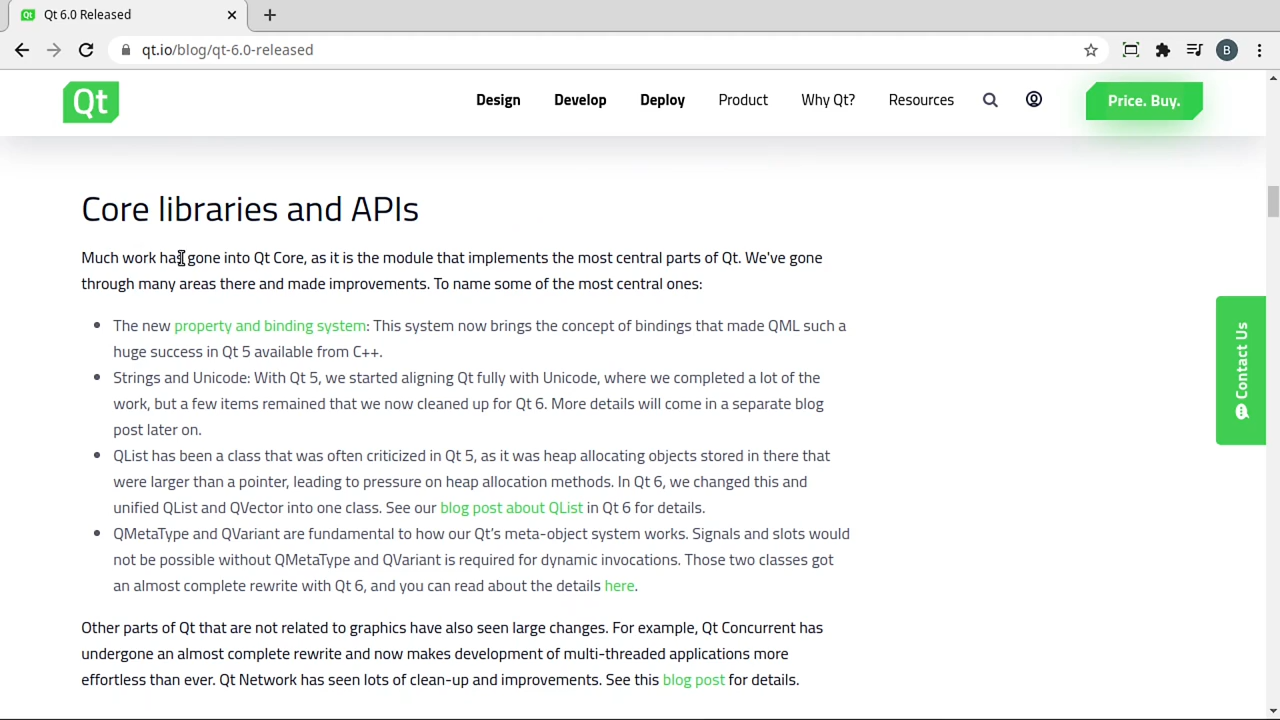 Qt 6.0 Released
qt.io/blog/qt-6.0-released
B
Qt
Design Develop Deploy Product Why Qt? Resources Price. Buy.
Core libraries and APIs
Much work has gone into Qt Core, as it is the module that implements the most central parts of Qt. We've gone
through many areas there and made improvements. To name some of the most central ones:
The new property and binding system: This system now brings the concept of bindings that made QML such a
huge success in Qt 5 available from C++.
Strings and Unicode: With Qt 5, we started aligning Qt fully with Unicode, where we completed a lot of the
work, but a few items remained that we now cleaned up for Qt 6. More details will come in a separate blog
post later on.
QList has been a class that was often criticized in Qt 5, as it was heap allocating objects stored in there that
were larger than a pointer, leading to pressure on heap allocation methods. In Qt 6, we changed this and
unified QList and QVector into one class. See our blog post about QList in Qt 6 for details.
QMetaType and QVariant are fundamental to how our Qt’s meta-object system works. Signals and slots would
not be possible without QMetaType and QVariant is required for dynamic invocations. Those two classes got
an almost complete rewrite with Qt 6, and you can read about the details here.
Other parts of Qt that are not related to graphics have also seen large changes. For example, Qt Concurrent has
undergone an almost complete rewrite and now makes development of multi-threaded applications more
effortless than ever. Qt Network has seen lots of clean-up and improvements. See this blog post for details.
Contact Us